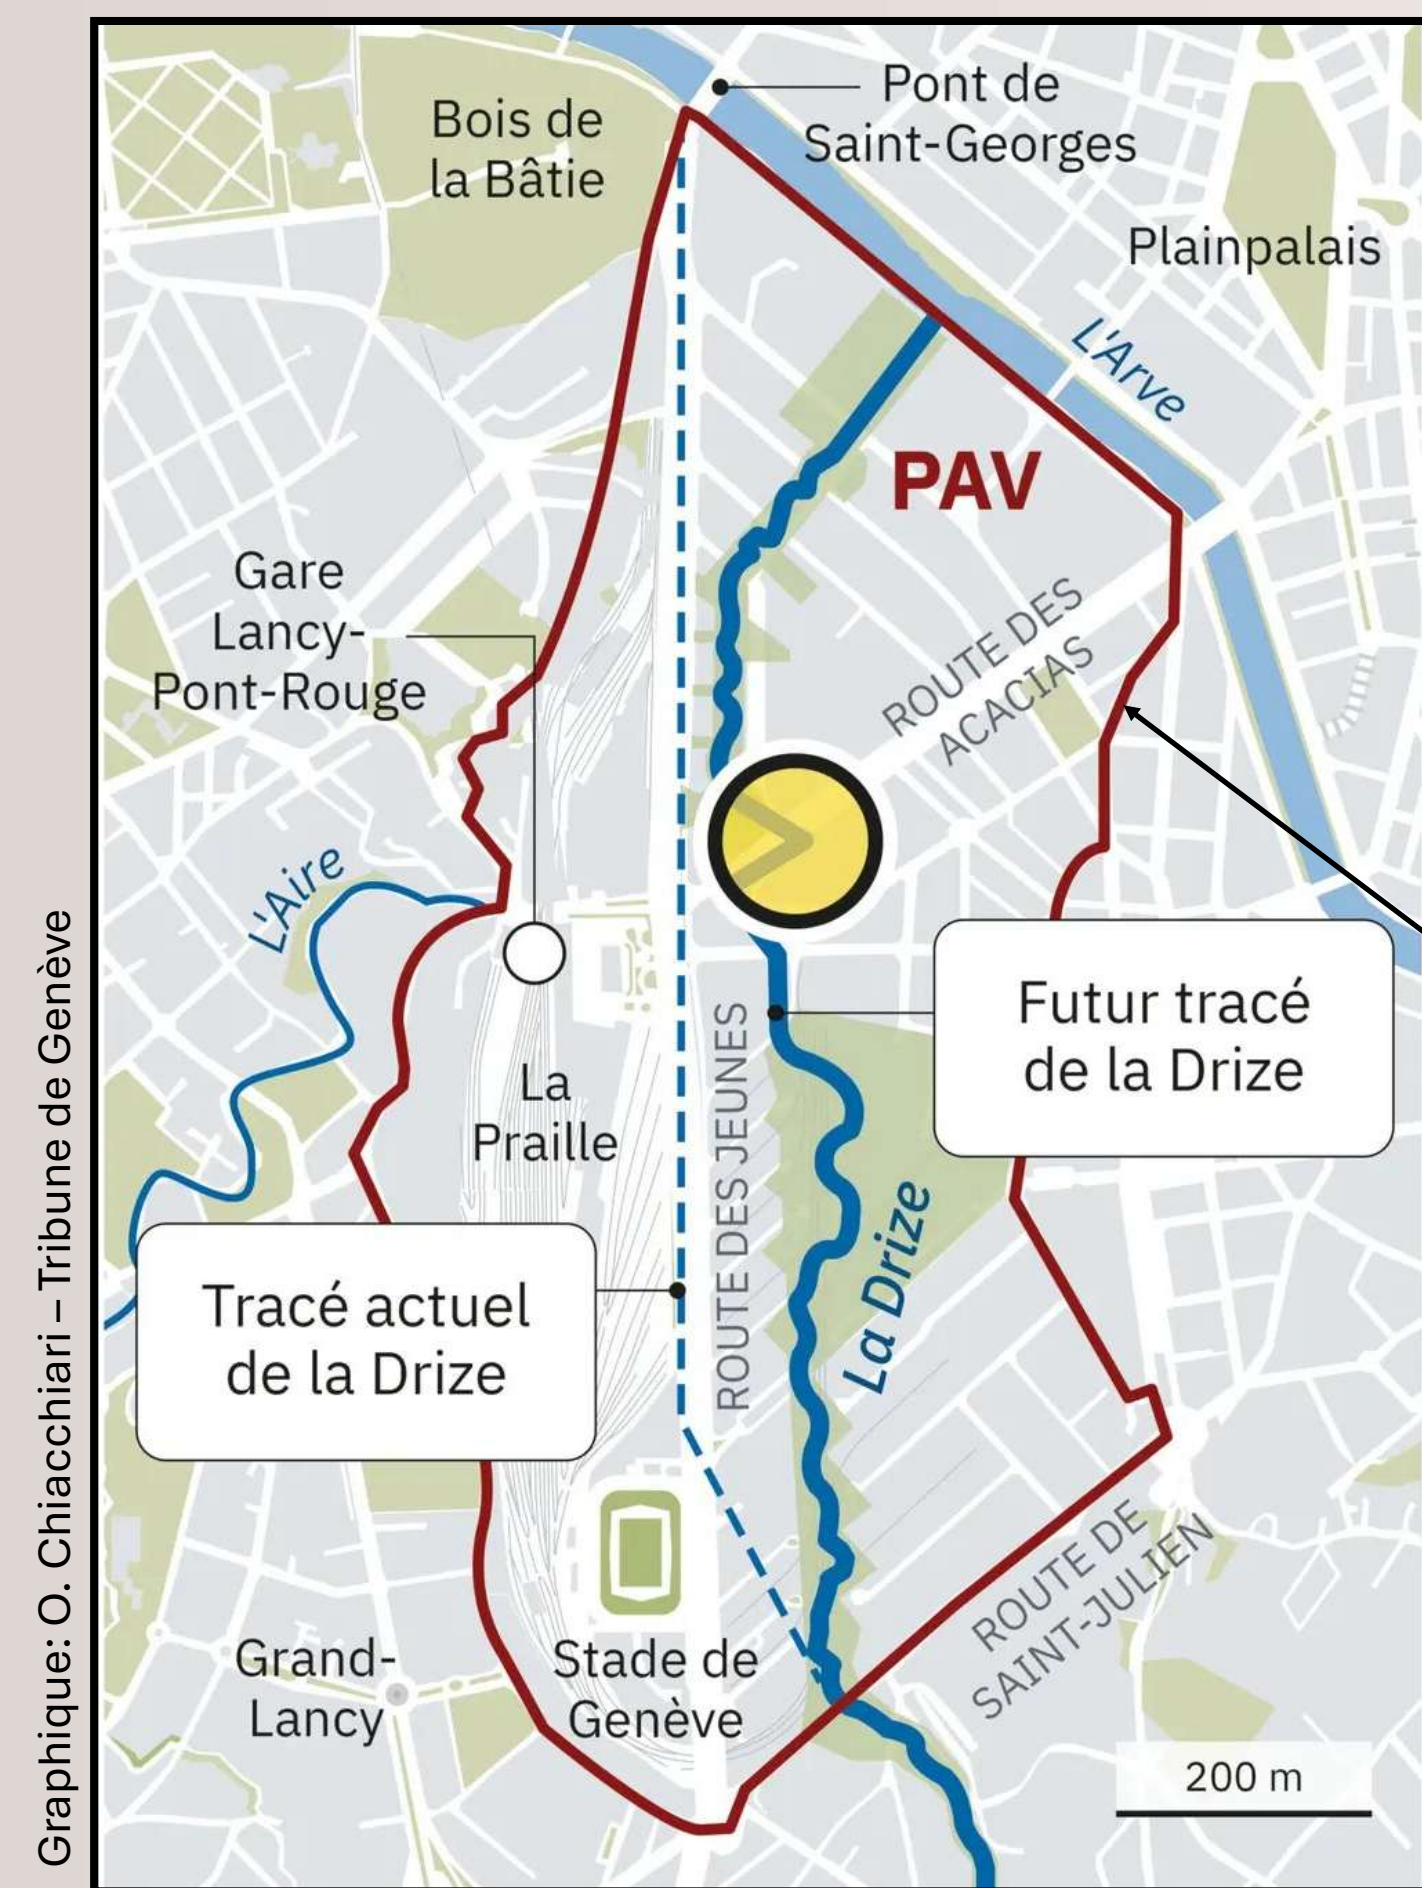 Pont de
Saint-Georges
Bois de
la Bâtie
Plainpalais
L'Arve
PAV
Gare
Lancy-
Pont-Rouge
ROUTE DES
ACACIAS
L'Aire
Futur tracé
de la Drize
La
Praille
ROUTE DES JEUNES
La Drize
Tracé actuel
de la Drize
ROUTE DE
SAINT-JULIEN
Grand-
Lancy
Stade de
Genève
200 m
Graphique: O. Chiacchiari – Tribune de Genève